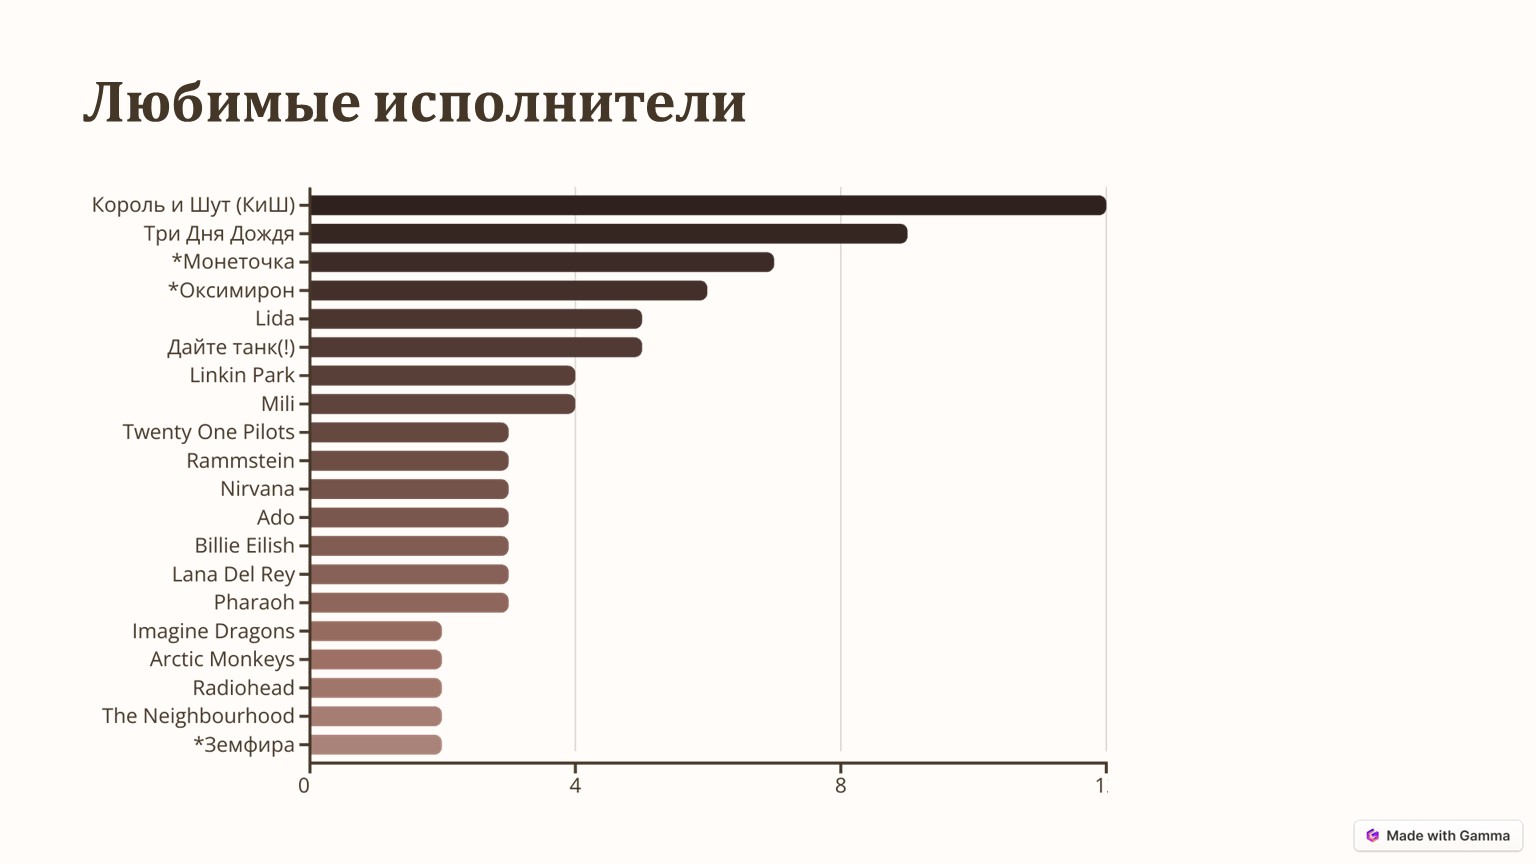 Любимые исполнители
Король и Шут (КиШ)
Три Дня Дождя
*Монеточка
*Оксимирон
Lida
Дайте танк(!)
Linkin Park
Mili
Twenty One Pilots
Rammstein
Nirvana
Ado
Billie Eilish
Lana Del Rey
Pharaoh
Imagine Dragons
Arctic Monkeys
Radiohead
The Neighbourhood
*Земфира
0 4 8
Made with Gamma